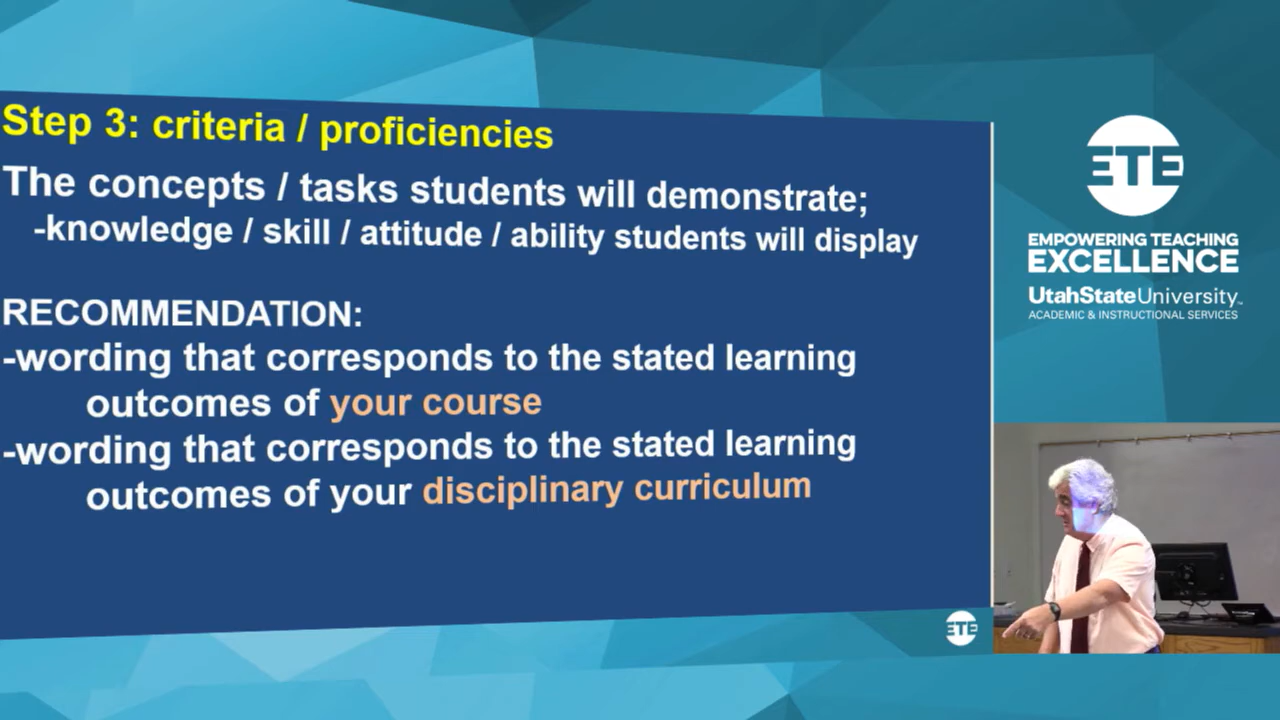 Step 3: criteria / proficiencies
The concepts / tasks students will demonstrate;
-knowledge / skill / attitude / ability students will display
RECOMMENDATION:
-wording that corresponds to the stated learning
outcomes of your course
-wording that corresponds to the stated learning
outcomes of your disciplinary curriculum
ETE
EMPOWERING TEACHING
EXCELLENCE
UtahStateUniversity™
ACADEMIC & INSTRUCTIONAL SERVICES
ETE